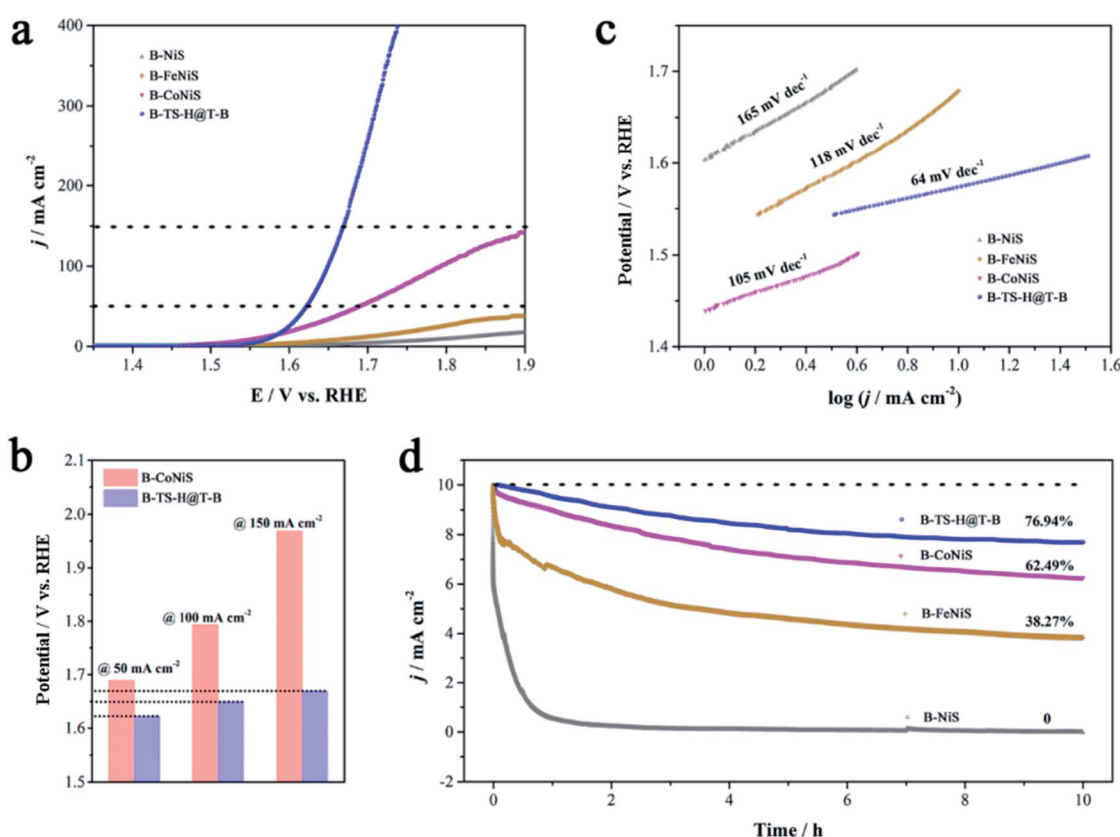 a
400
300
200
100
0
j / mA cm-2
B-NiS
B-FeNiS
B-CoNiS
B-TS-H@T-B
1.4 1.5 1.6 1.7 1.8 1.9
E / V vs. RHE
c
1.7
1.6
1.5
1.4
Potential / V vs. RHE
165 mV dec-1
118 mV dec-1
64 mV dec-1
105 mV dec-1
B-NiS
B-FeNiS
B-CoNiS
B-TS-H@T-B
0.0 0.2 0.4 0.6 0.8 1.0 1.2 1.4 1.6
log (j / mA cm-2)
b
2.1
2.0
1.9
1.8
1.7
1.6
1.5
Potential / V vs. RHE
B-CoNiS
B-TS-H@T-B
@ 150 mA cm-2
@ 100 mA cm-2
@ 50 mA cm-2
d
10
8
6
4
2
0
-2
j / mA cm-2
B-TS-H@T-B 76.94%
B-CoNiS 62.49%
B-FeNiS 38.27%
B-NiS 0
0 2 4 6 8 10
Time / h